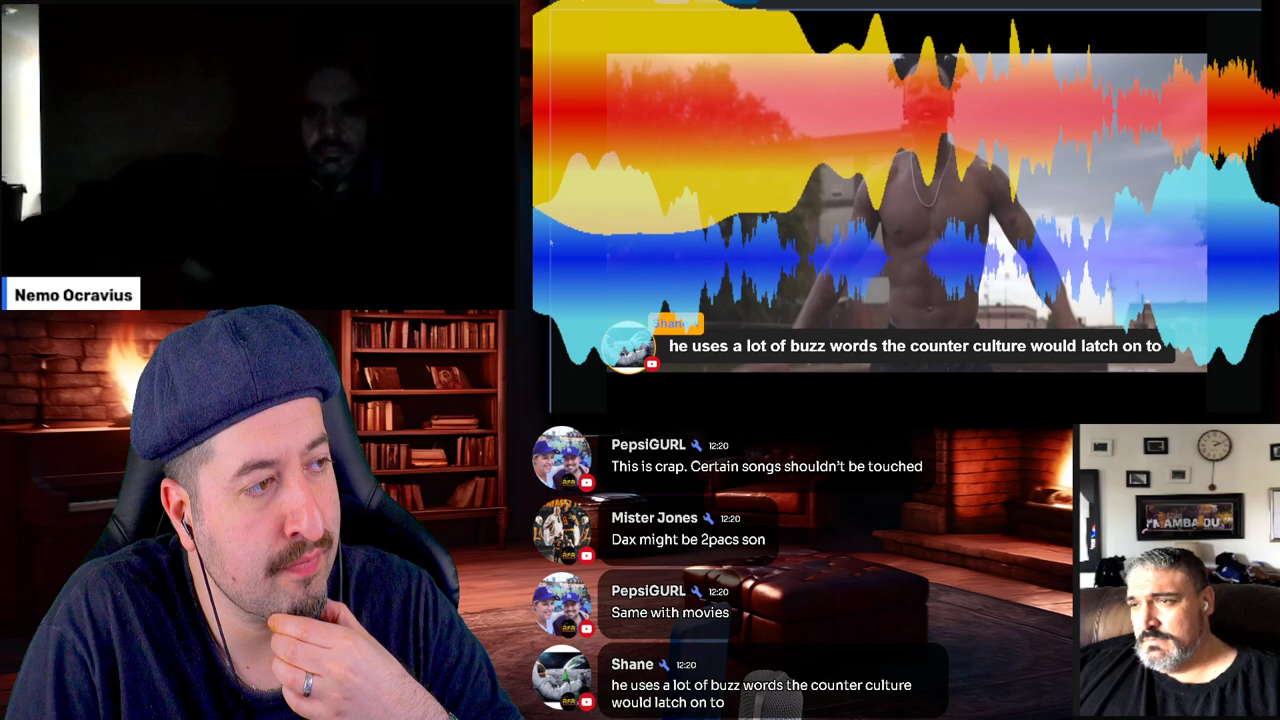 Nemo Ocravius
Shane
he uses a lot of buzz words the counter culture would latch on to
PepsiGURL 12:20
This is crap. Certain songs shouldn't be touched
Mister Jones 12:20
Dax might be 2pacs son
PepsiGURL 12:20
Same with movies
Shane 12:20
he uses a lot of buzz words the counter culture
would latch on to
MAMBA OU